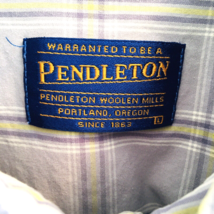 WARRANTED TO BE A
PENDLETON
PENDLETON WOOLEN MILLS
PORTLAND, OREGON
SINCE 1863